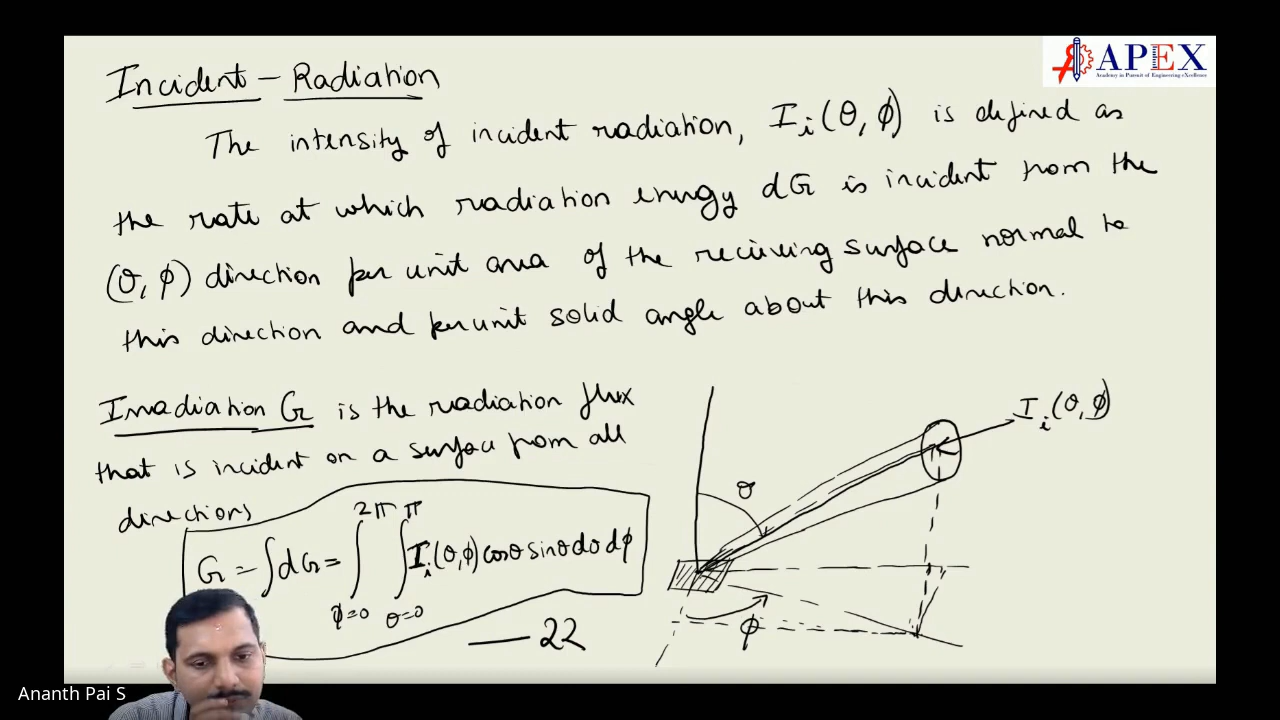 Incident - Radiation
APEX
Academy in Pursuit of Engineering eXcellence
The intensity of incident radiation, I_i(θ, ϕ) is defined as
the rate at which radiation energy dG is incident from the
(θ, ϕ) direction per unit area of the receiving surface normal to
this direction and per unit solid angle about this direction.
Irradiation G is the radiation flux
that is incident on a surface from all
directions
G = ∫dG = ∫_{ϕ=0}^{2π} ∫_{θ=0}^{π} I_i(θ,ϕ) cosθ sinθ dθ dϕ
— 22
I_i(θ, ϕ)
θ
ϕ
Ananth Pai S